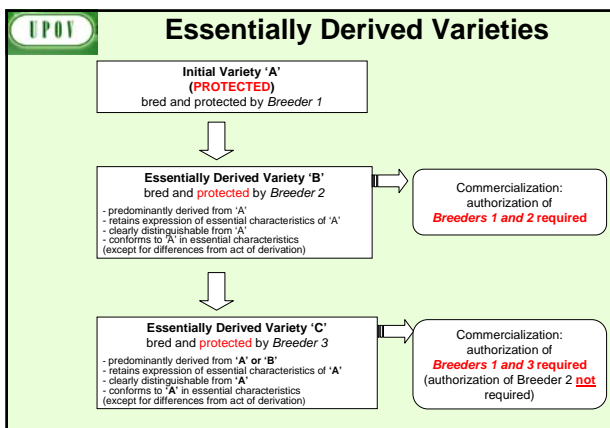 UPOV
Essentially Derived Varieties
Initial Variety ‘A’
(PROTECTED)
bred and protected by Breeder 1
Essentially Derived Variety ‘B’
bred and protected by Breeder 2
- predominantly derived from ‘A’
- retains expression of essential characteristics of ‘A’
- clearly distinguishable from ‘A’
- conforms to ‘A’ in essential characteristics
(except for differences from act of derivation)
Commercialization:
authorization of
Breeders 1 and 2 required
Essentially Derived Variety ‘C’
bred and protected by Breeder 3
- predominantly derived from ‘A’ or ‘B’
- retains expression of essential characteristics of ‘A’
- clearly distinguishable from ‘A’
- conforms to ‘A’ in essential characteristics
(except for differences from act of derivation)
Commercialization:
authorization of
Breeders 1 and 3 required
(authorization of Breeder 2 not
required)